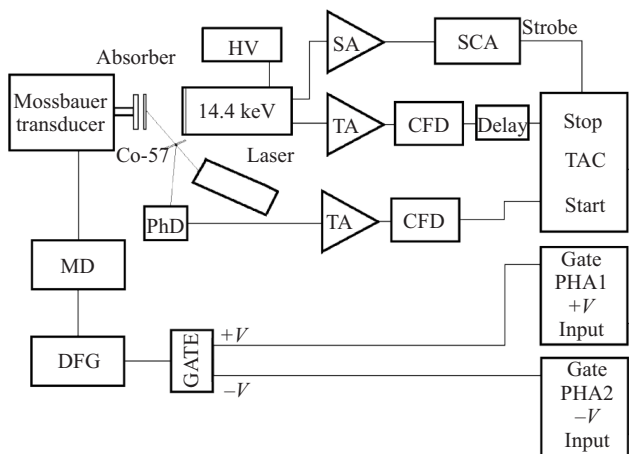 HV
SA
SCA
Strobe
Absorber
Mossbauer
transducer
14.4 keV
TA
CFD
Delay
Stop
TAC
Start
Co-57
Laser
PhD
TA
CFD
MD
DFG
GATE
+V
−V
Gate
PHA1
+V
Input
Gate
PHA2
−V
Input